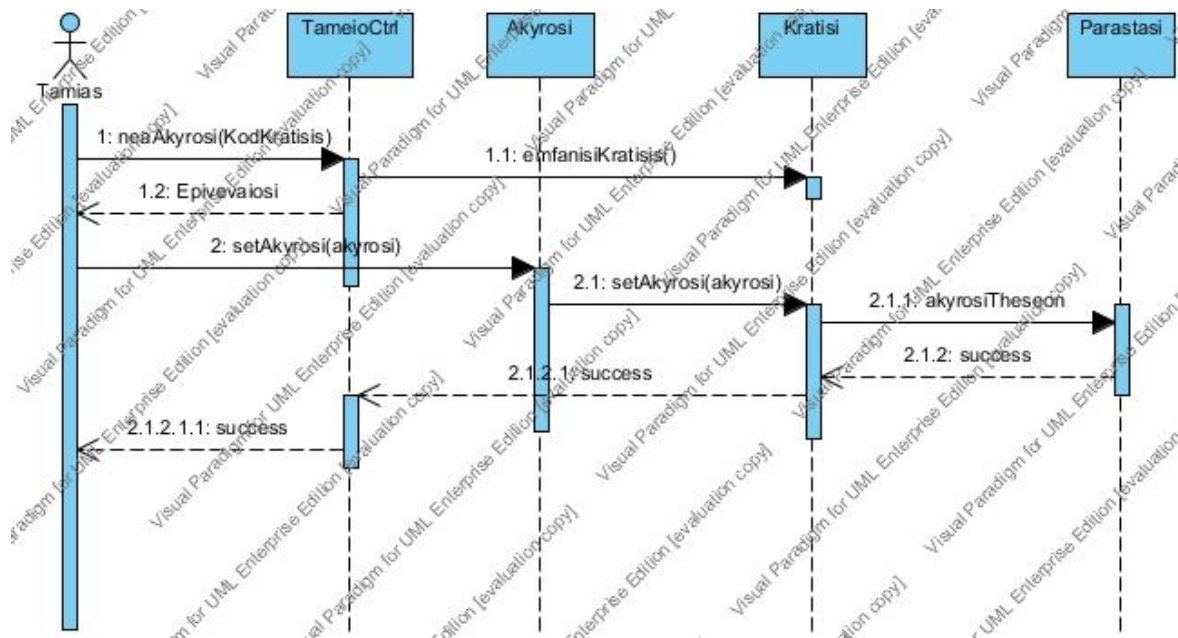 TameioCtrl
Akyrosi
Kratisi
Parastasi
Tamias
1: neaAkyrosi(KodKratisis)
1.1: emfanisiKratisis()
1.2: Epivevaiosi
2: setAkyrosi(akyrosi)
2.1: setAkyrosi(akyrosi)
2.1.1: akyrosiTheseon
2.1.2: success
2.1.2.1: success
2.1.2.1.1: success
Visual Paradigm for UML Enterprise Edition [evaluation copy]